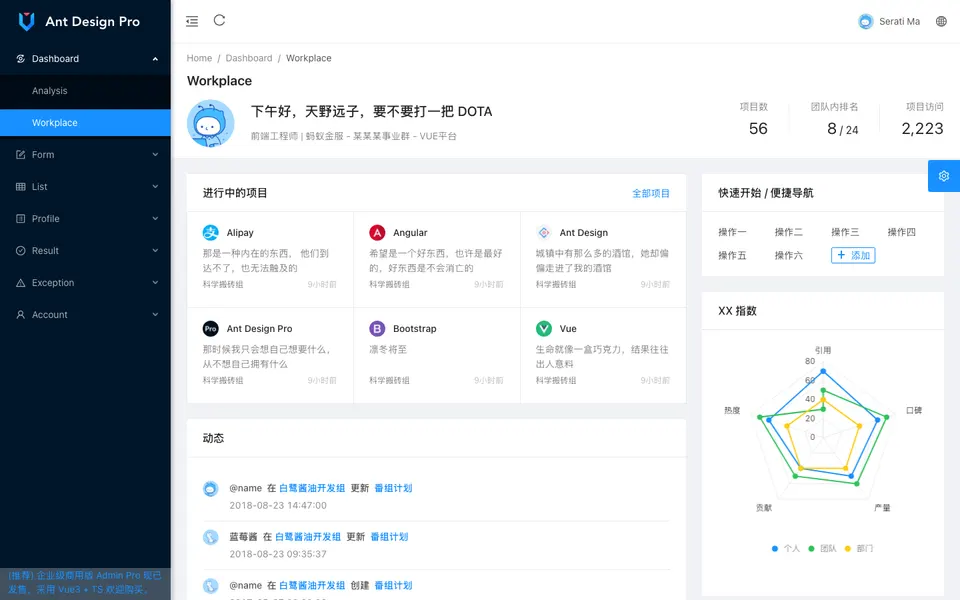 Ant Design Pro
Serati Ma
Dashboard
Analysis
Workplace
Form
List
Profile
Result
Exception
Account
(推荐) 企业级商用版 Admin Pro 现已
发售，采用 Vue3 + TS 欢迎购买。
Home / Dashboard / Workplace
Workplace
下午好，天野远子，要不要打一把 DOTA
前端工程师 | 蚂蚁金服 - 某某某事业群 - VUE平台
项目数
56
团队内排名
8 / 24
项目访问
2,223
进行中的项目
全部项目
Alipay
那是一种内在的东西， 他们到
达不了，也无法触及的
科学搬砖组
9小时前
Angular
希望是一个好东西，也许是最好
的，好东西是不会消亡的
科学搬砖组
9小时前
Ant Design
城镇中有那么多的酒馆，她却偏
偏走进了我的酒馆
科学搬砖组
9小时前
Pro
Ant Design Pro
那时候我只会想自己想要什么，
从不想自己拥有什么
科学搬砖组
9小时前
B
Bootstrap
凛冬将至
科学搬砖组
9小时前
Vue
生命就像一盒巧克力，结果往往
出人意料
科学搬砖组
9小时前
动态
@name 在 白鹭酱油开发组 更新 番组计划
2018-08-23 14:47:00
蓝莓酱 在 白鹭酱油开发组 更新 番组计划
2018-08-23 09:35:37
@name 在 白鹭酱油开发组 创建 番组计划
快速开始 / 便捷导航
操作一 操作二 操作三 操作四
操作五 操作六 + 添加
XX 指数
引用
80
60
40
20
0
热度
口碑
贡献
产量
个人 团队 部门